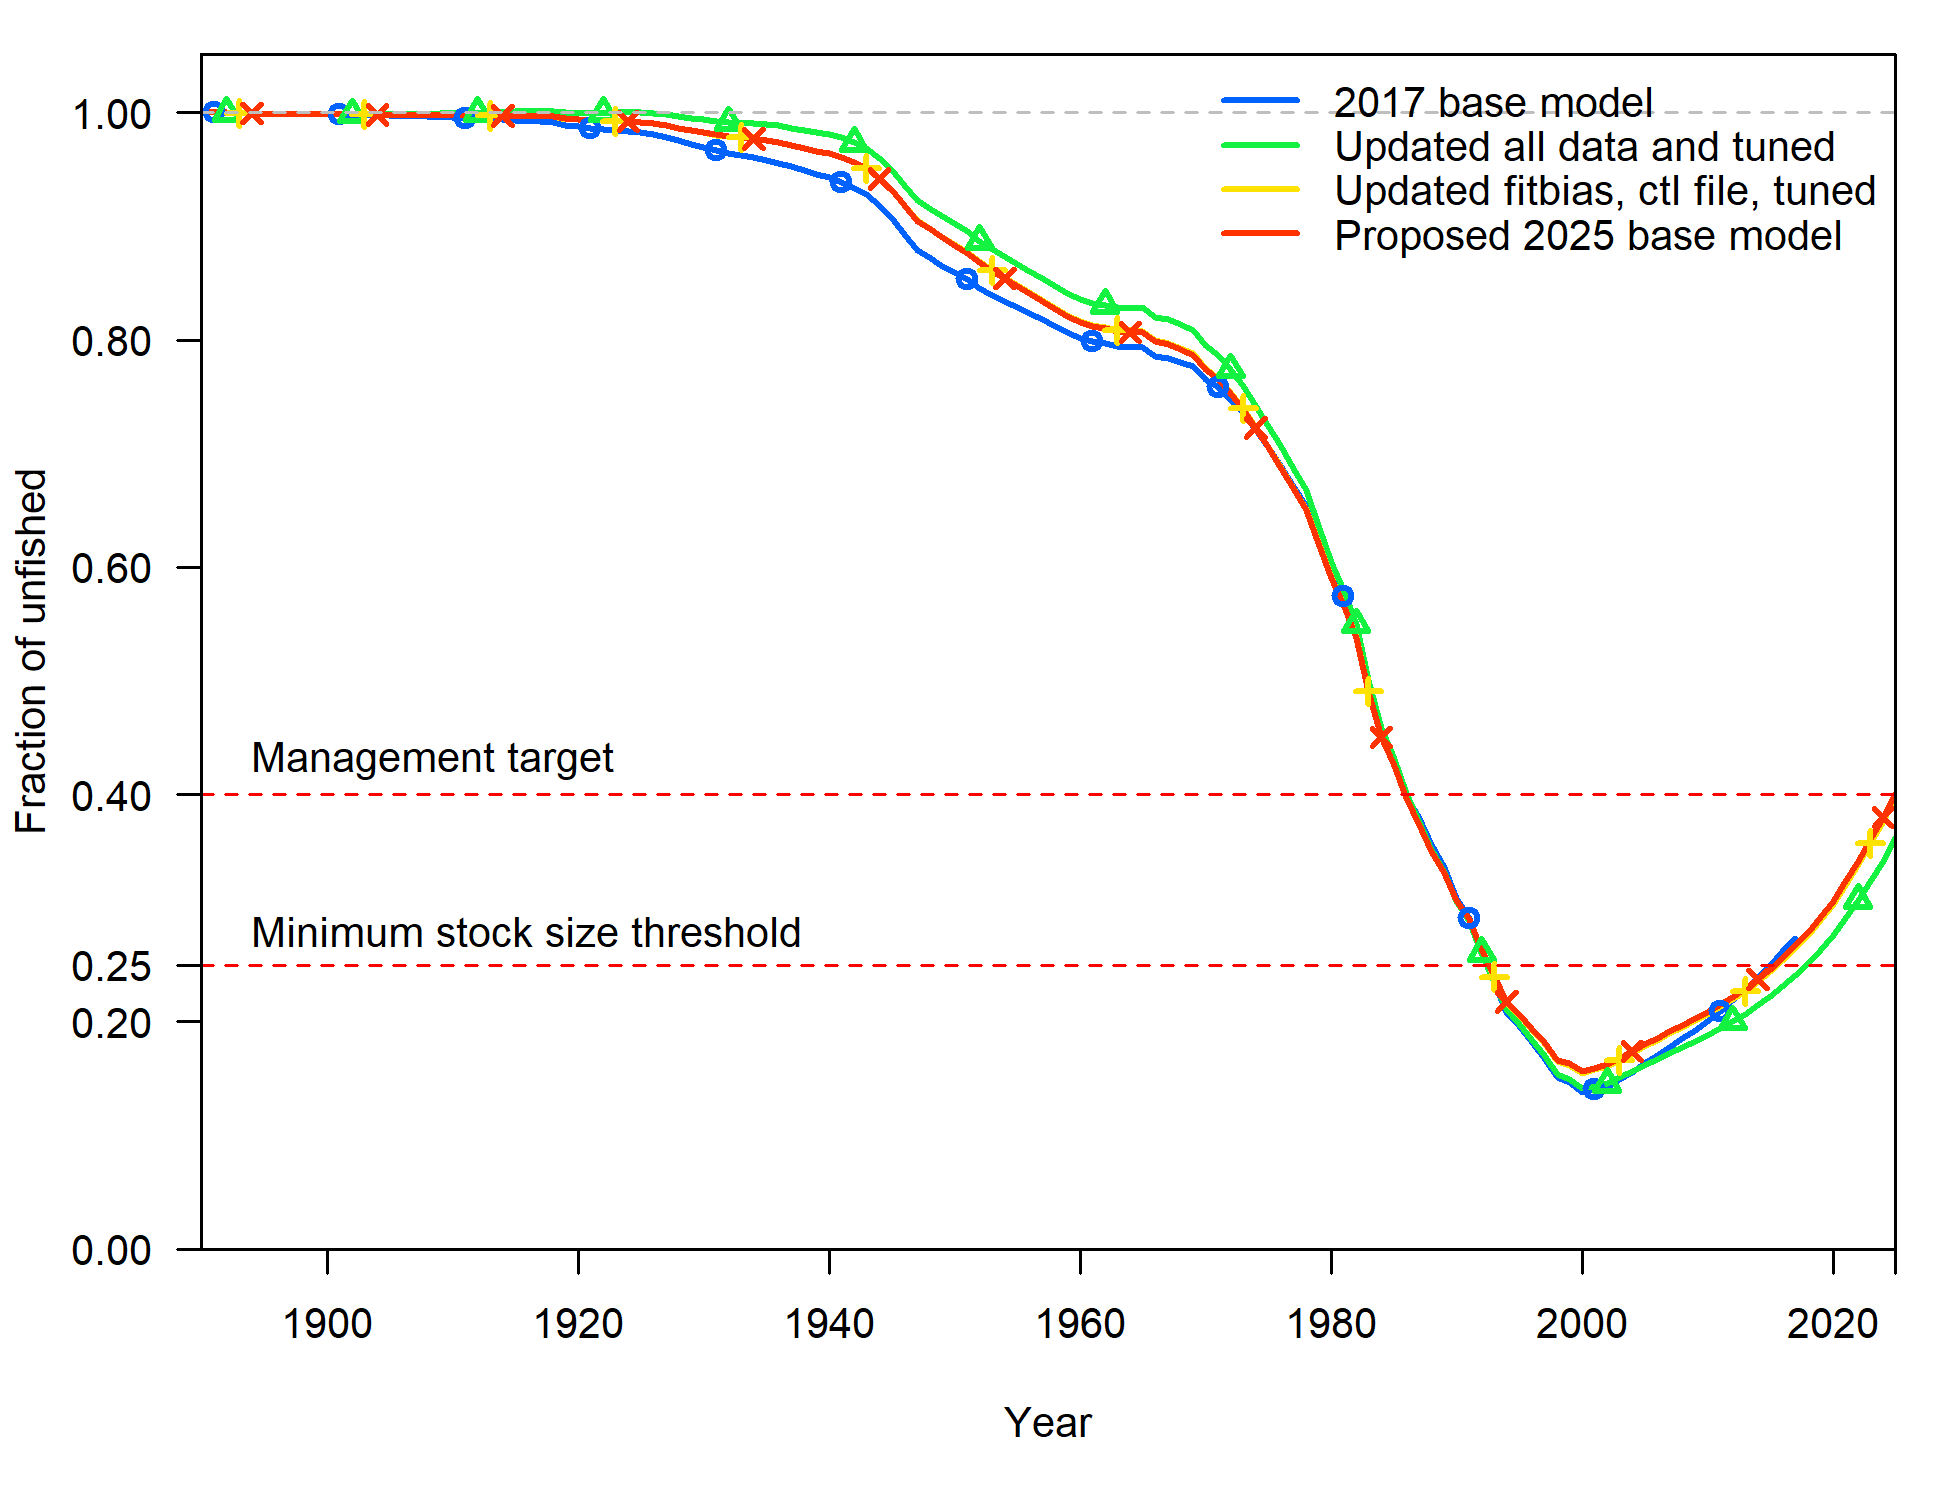 2017 base model
Updated all data and tuned
Updated fitbias, ctl file, tuned
Proposed 2025 base model
Management target
Minimum stock size threshold
Fraction of unfished
1.00
0.80
0.60
0.40
0.25
0.20
0.00
1900 1920 1940 1960 1980 2000 2020
Year